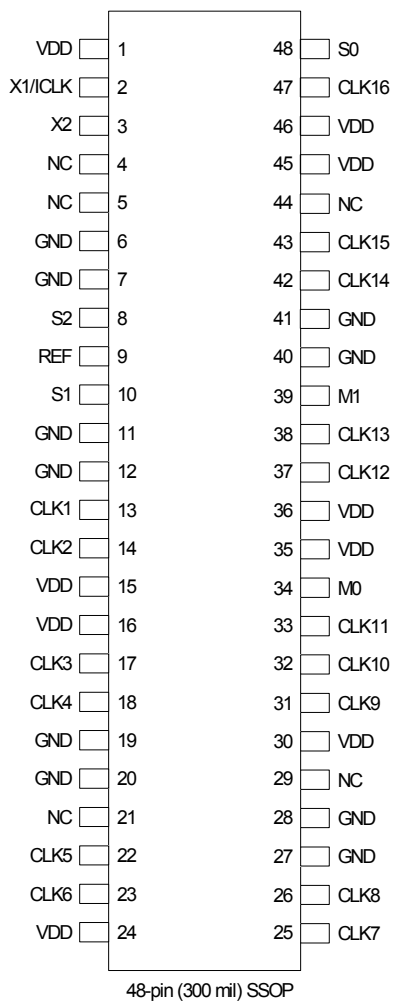 VDD 1 48 S0
X1/ICLK 2 47 CLK16
X2 3 46 VDD
NC 4 45 VDD
NC 5 44 NC
GND 6 43 CLK15
GND 7 42 CLK14
S2 8 41 GND
REF 9 40 GND
S1 10 39 M1
GND 11 38 CLK13
GND 12 37 CLK12
CLK1 13 36 VDD
CLK2 14 35 VDD
VDD 15 34 M0
VDD 16 33 CLK11
CLK3 17 32 CLK10
CLK4 18 31 CLK9
GND 19 30 VDD
GND 20 29 NC
NC 21 28 GND
CLK5 22 27 GND
CLK6 23 26 CLK8
VDD 24 25 CLK7
48-pin (300 mil) SSOP